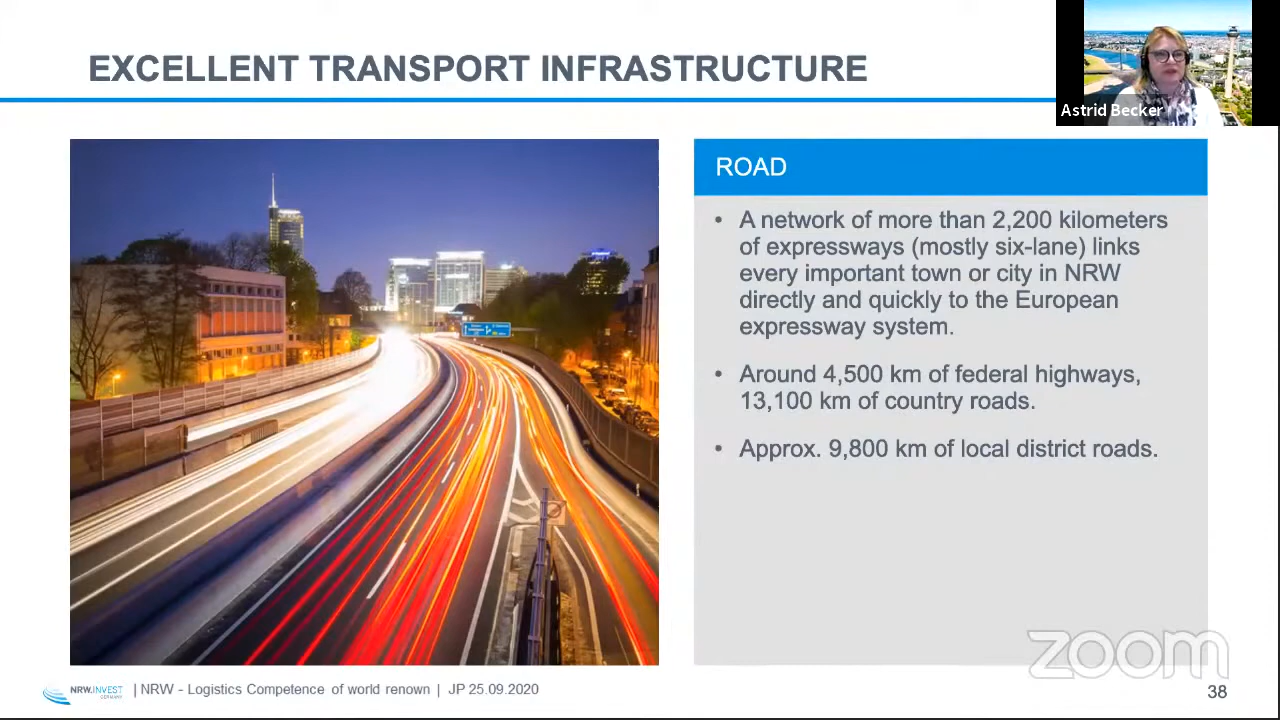 EXCELLENT TRANSPORT INFRASTRUCTURE
Astrid Becker
ROAD
• A network of more than 2,200 kilometers
of expressways (mostly six-lane) links
every important town or city in NRW
directly and quickly to the European
expressway system.
• Around 4,500 km of federal highways,
13,100 km of country roads.
• Approx. 9,800 km of local district roads.
zoom
NRW.INVEST
GERMANY
| NRW - Logistics Competence of world renown | JP 25.09.2020
38